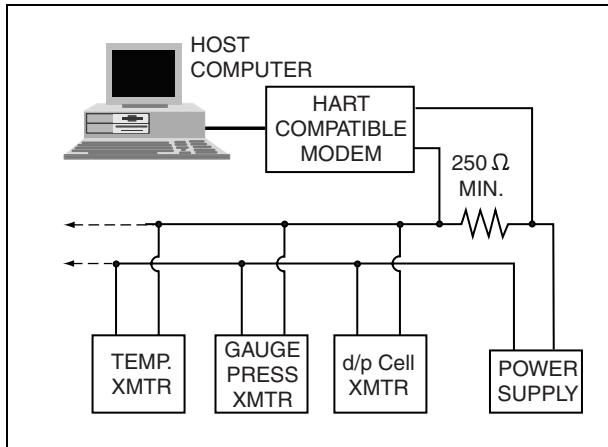 HOST
COMPUTER
HART
COMPATIBLE
MODEM
250 Ω
MIN.
TEMP.
XMTR
GAUGE
PRESS
XMTR
d/p Cell
XMTR
POWER
SUPPLY